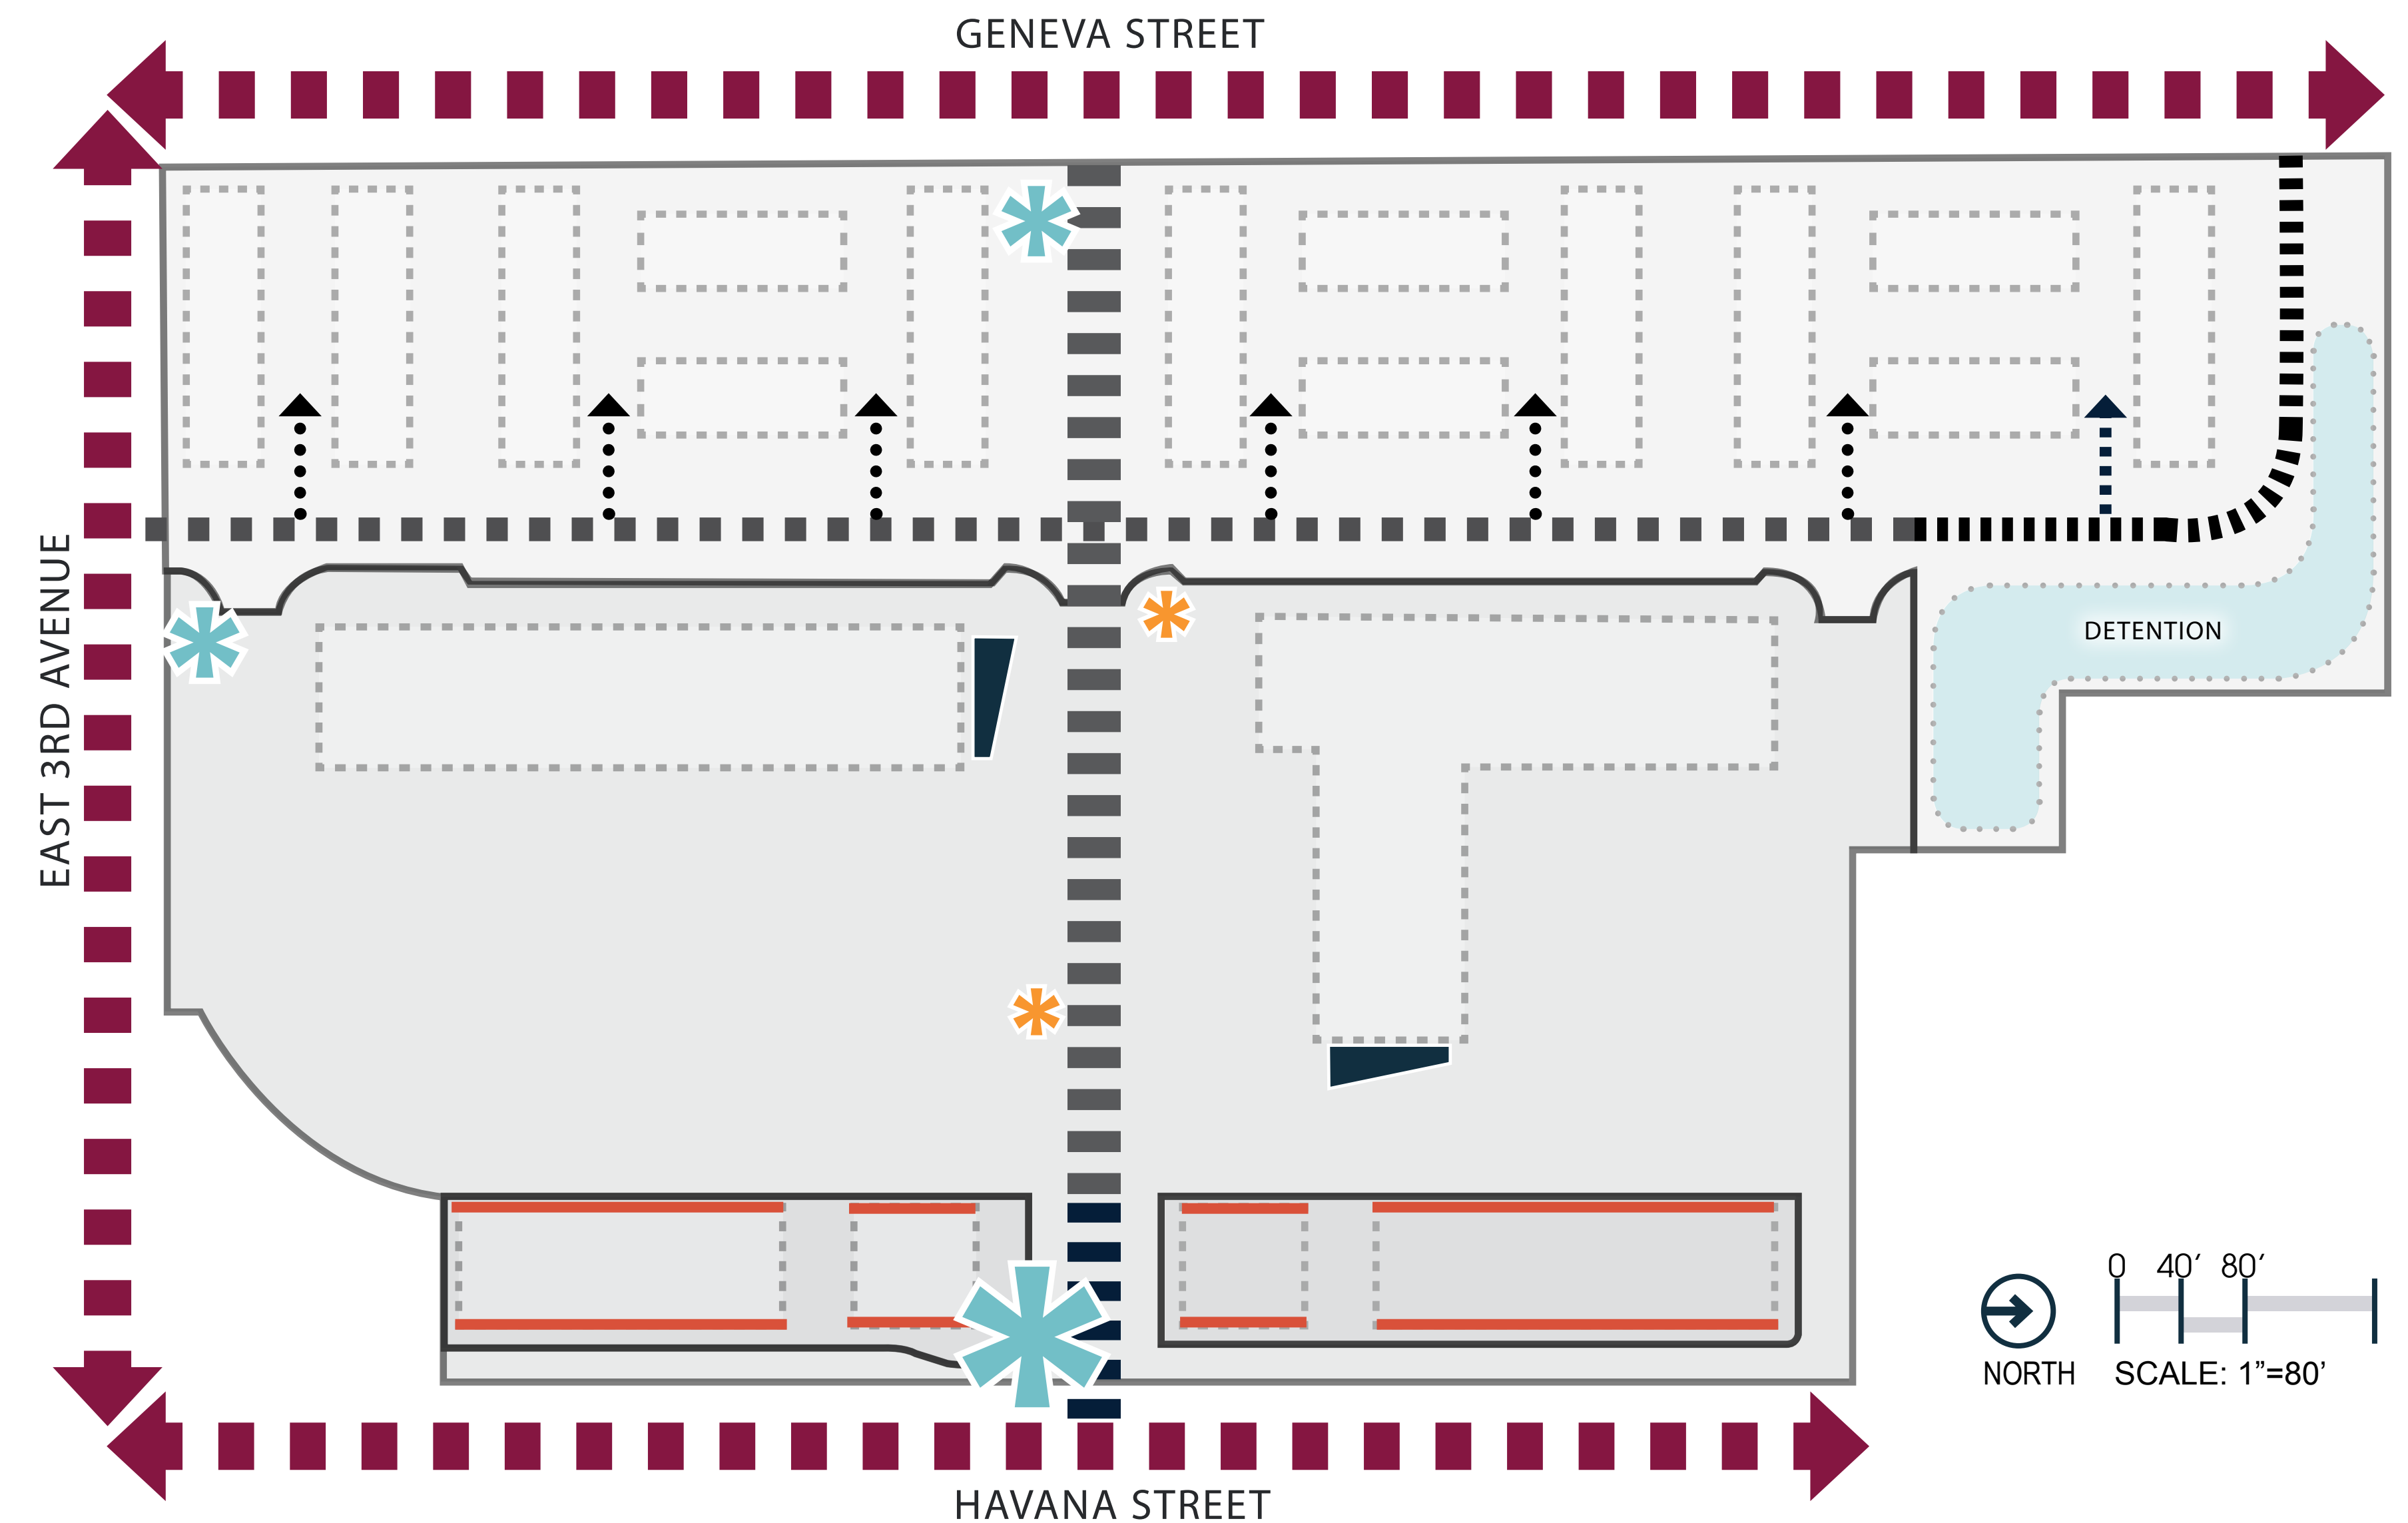 GENEVA STREET
EAST 3RD AVENUE
DETENTION
0 40′ 80′
NORTH SCALE: 1”=80’
HAVANA STREET